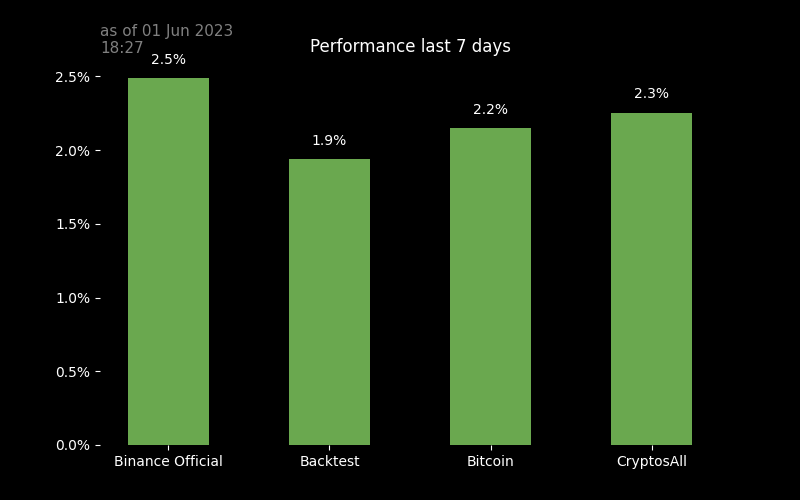 as of 01 Jun 2023
18:27
Performance last 7 days
2.5%
1.9%
2.2%
2.3%
2.5%
2.0%
1.5%
1.0%
0.5%
0.0%
Binance Official
Backtest
Bitcoin
CryptosAll